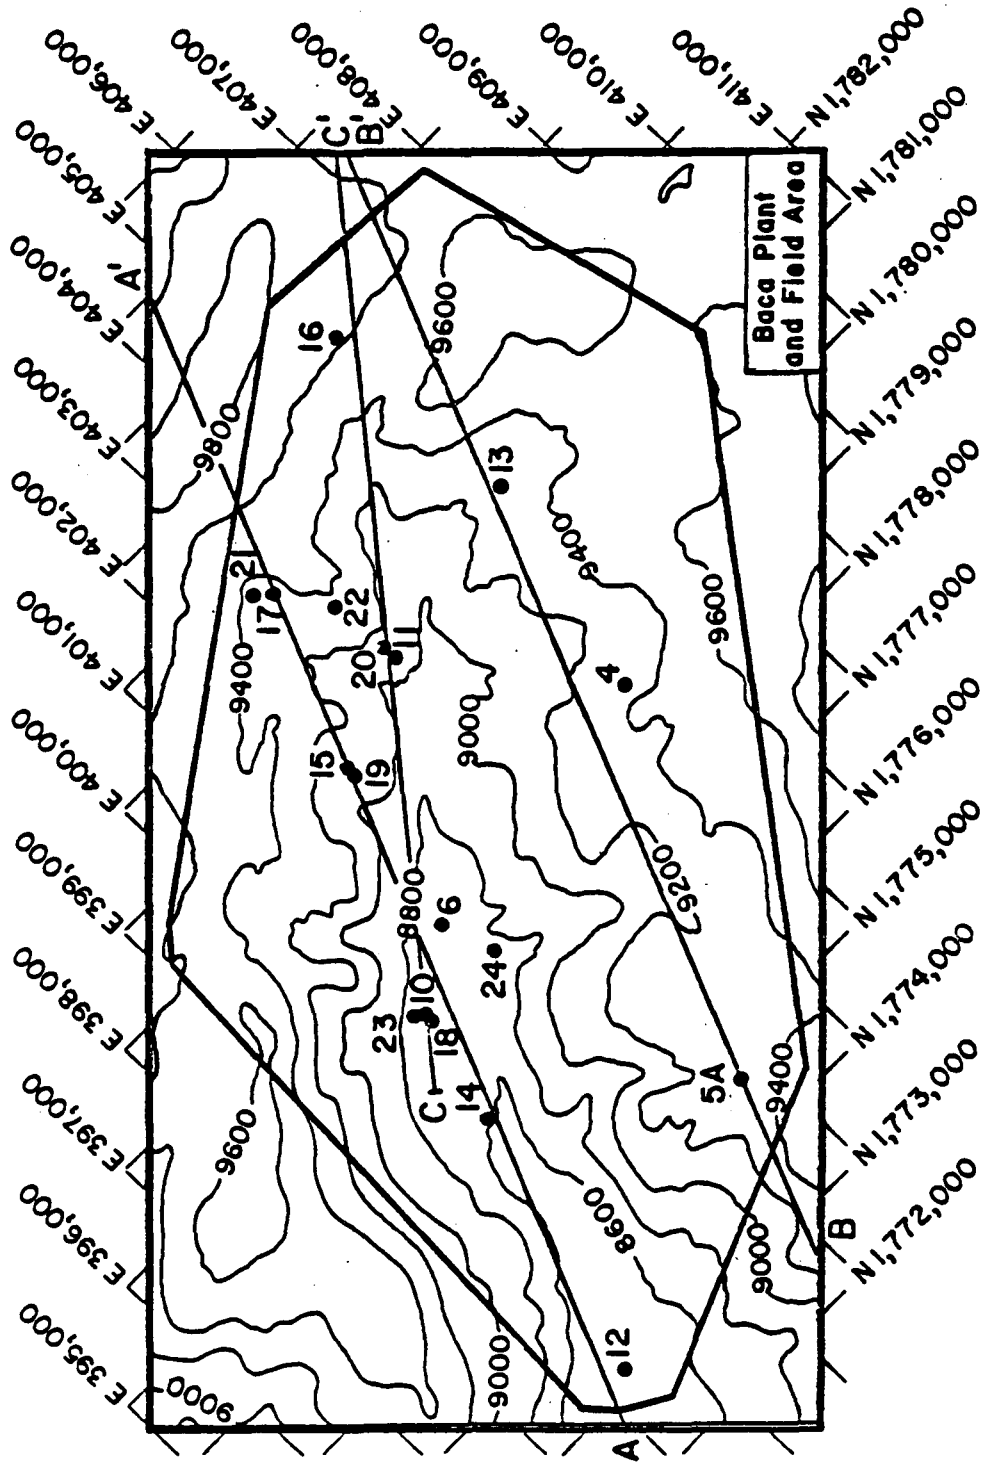 E 406,000
E 407,000
E 408,000
E 409,000
E 410,000
E 411,000
N 1,782,000
N 1,781,000
N 1,780,000
N 1,779,000
N 1,778,000
N 1,777,000
N 1,776,000
N 1,775,000
N 1,774,000
N 1,773,000
N 1,772,000
E 405,000
E 404,000
E 403,000
E 402,000
E 401,000
E 400,000
E 399,000
E 398,000
E 397,000
E 396,000
E 395,000
C'
B'
A'
Baca Plant
and Field Area
16
9600
9800
13
9400
21
17
22
9600
9400
20
11
4
15
19
9000
9200
8800
6
24
10
23
18
C
14
5A
9400
9600
8600
9000
B
12
9000
9000
A